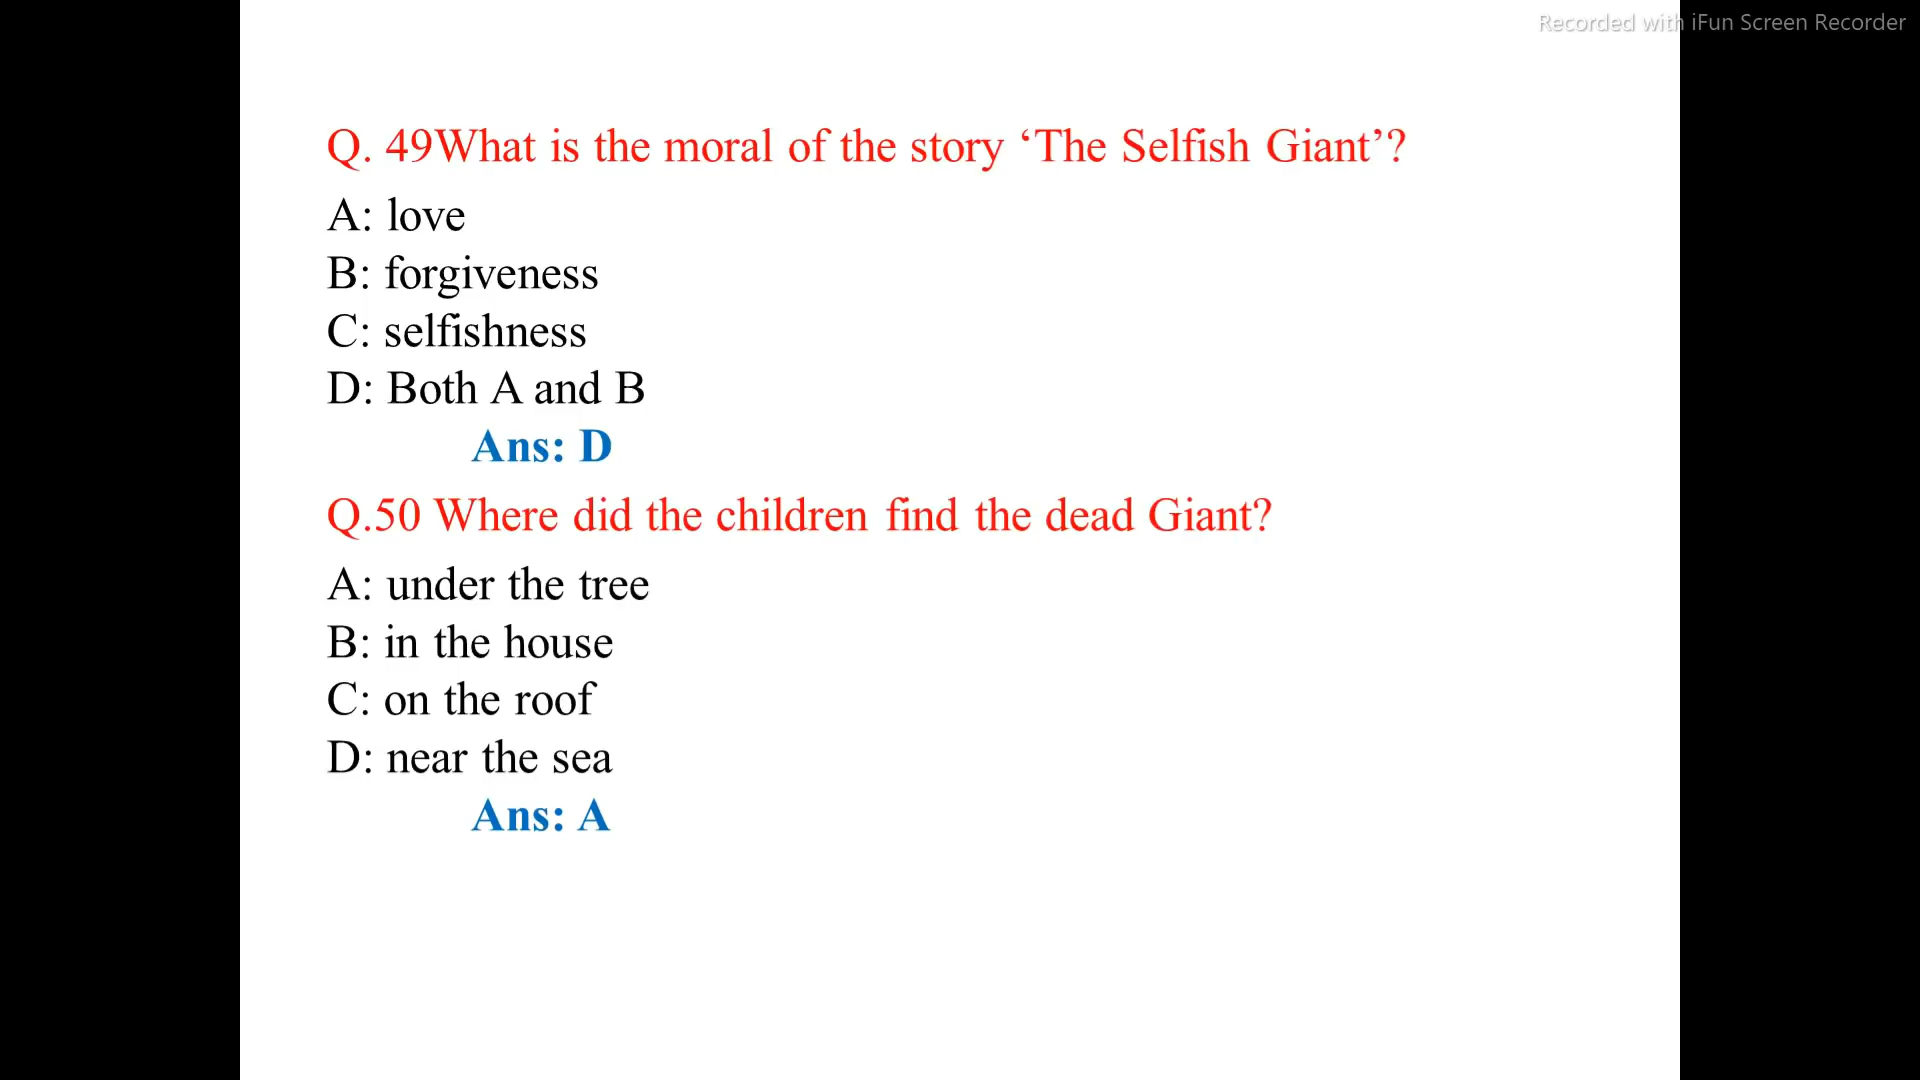 Recorded with iFun Screen Recorder
Q. 49What is the moral of the story ‘The Selfish Giant’?
A: love
B: forgiveness
C: selfishness
D: Both A and B
Ans: D
Q.50 Where did the children find the dead Giant?
A: under the tree
B: in the house
C: on the roof
D: near the sea
Ans: A